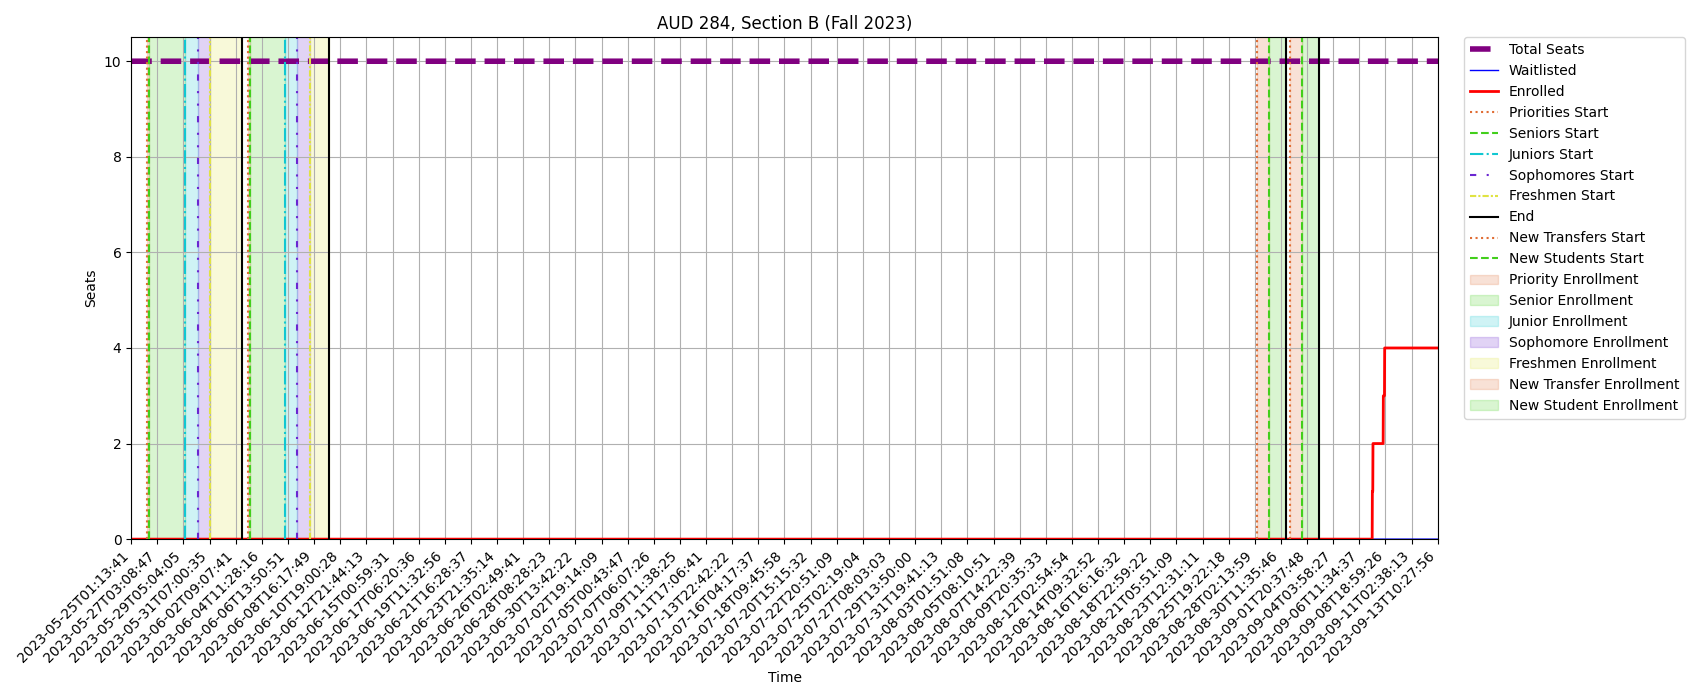 AUD 284, Section B (Fall 2023)
Seats
10
8
6
4
2
0
2023-05-25T01:13:41
2023-05-27T03:08:47
2023-05-29T05:04:05
2023-05-31T07:00:35
2023-06-02T09:07:41
2023-06-04T11:28:16
2023-06-06T13:50:51
2023-06-08T16:17:49
2023-06-10T19:00:28
2023-06-12T21:44:13
2023-06-15T00:59:31
2023-06-17T06:20:36
2023-06-19T11:32:56
2023-06-21T16:28:37
2023-06-23T21:35:14
2023-06-26T02:49:41
2023-06-28T08:28:23
2023-06-30T13:42:22
2023-07-02T19:14:09
2023-07-05T00:43:47
2023-07-07T06:07:26
2023-07-09T11:38:25
2023-07-11T17:06:41
2023-07-13T22:42:22
2023-07-16T04:17:37
2023-07-18T09:45:58
2023-07-20T15:15:32
2023-07-22T20:51:09
2023-07-25T02:19:04
2023-07-27T08:03:03
2023-07-29T13:50:00
2023-07-31T19:41:13
2023-08-03T01:51:08
2023-08-05T08:10:51
2023-08-07T14:22:39
2023-08-09T20:35:33
2023-08-12T02:54:54
2023-08-14T09:32:52
2023-08-16T16:16:32
2023-08-18T22:59:22
2023-08-21T05:51:09
2023-08-23T12:31:11
2023-08-25T19:22:18
2023-08-28T02:13:59
2023-08-30T11:35:46
2023-09-01T20:37:48
2023-09-04T03:58:27
2023-09-06T11:34:37
2023-09-08T18:59:26
2023-09-11T02:38:13
2023-09-13T10:27:56
Time
Total Seats
Waitlisted
Enrolled
Priorities Start
Seniors Start
Juniors Start
Sophomores Start
Freshmen Start
End
New Transfers Start
New Students Start
Priority Enrollment
Senior Enrollment
Junior Enrollment
Sophomore Enrollment
Freshmen Enrollment
New Transfer Enrollment
New Student Enrollment